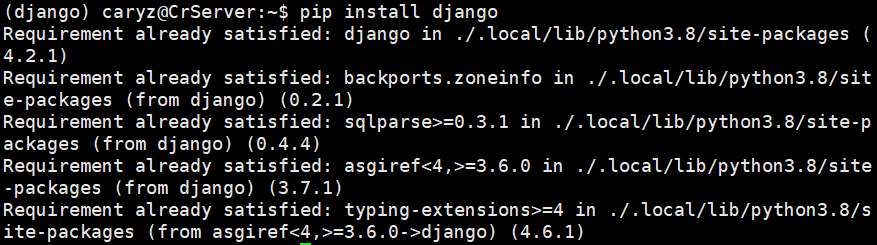 (django) caryz@CrServer:~$ pip install django
Requirement already satisfied: django in ./.local/lib/python3.8/site-packages (
4.2.1)
Requirement already satisfied: backports.zoneinfo in ./.local/lib/python3.8/sit
e-packages (from django) (0.2.1)
Requirement already satisfied: sqlparse>=0.3.1 in ./.local/lib/python3.8/site-p
ackages (from django) (0.4.4)
Requirement already satisfied: asgiref<4,>=3.6.0 in ./.local/lib/python3.8/site
-packages (from django) (3.7.1)
Requirement already satisfied: typing-extensions>=4 in ./.local/lib/python3.8/s
ite-packages (from asgiref<4,>=3.6.0->django) (4.6.1)